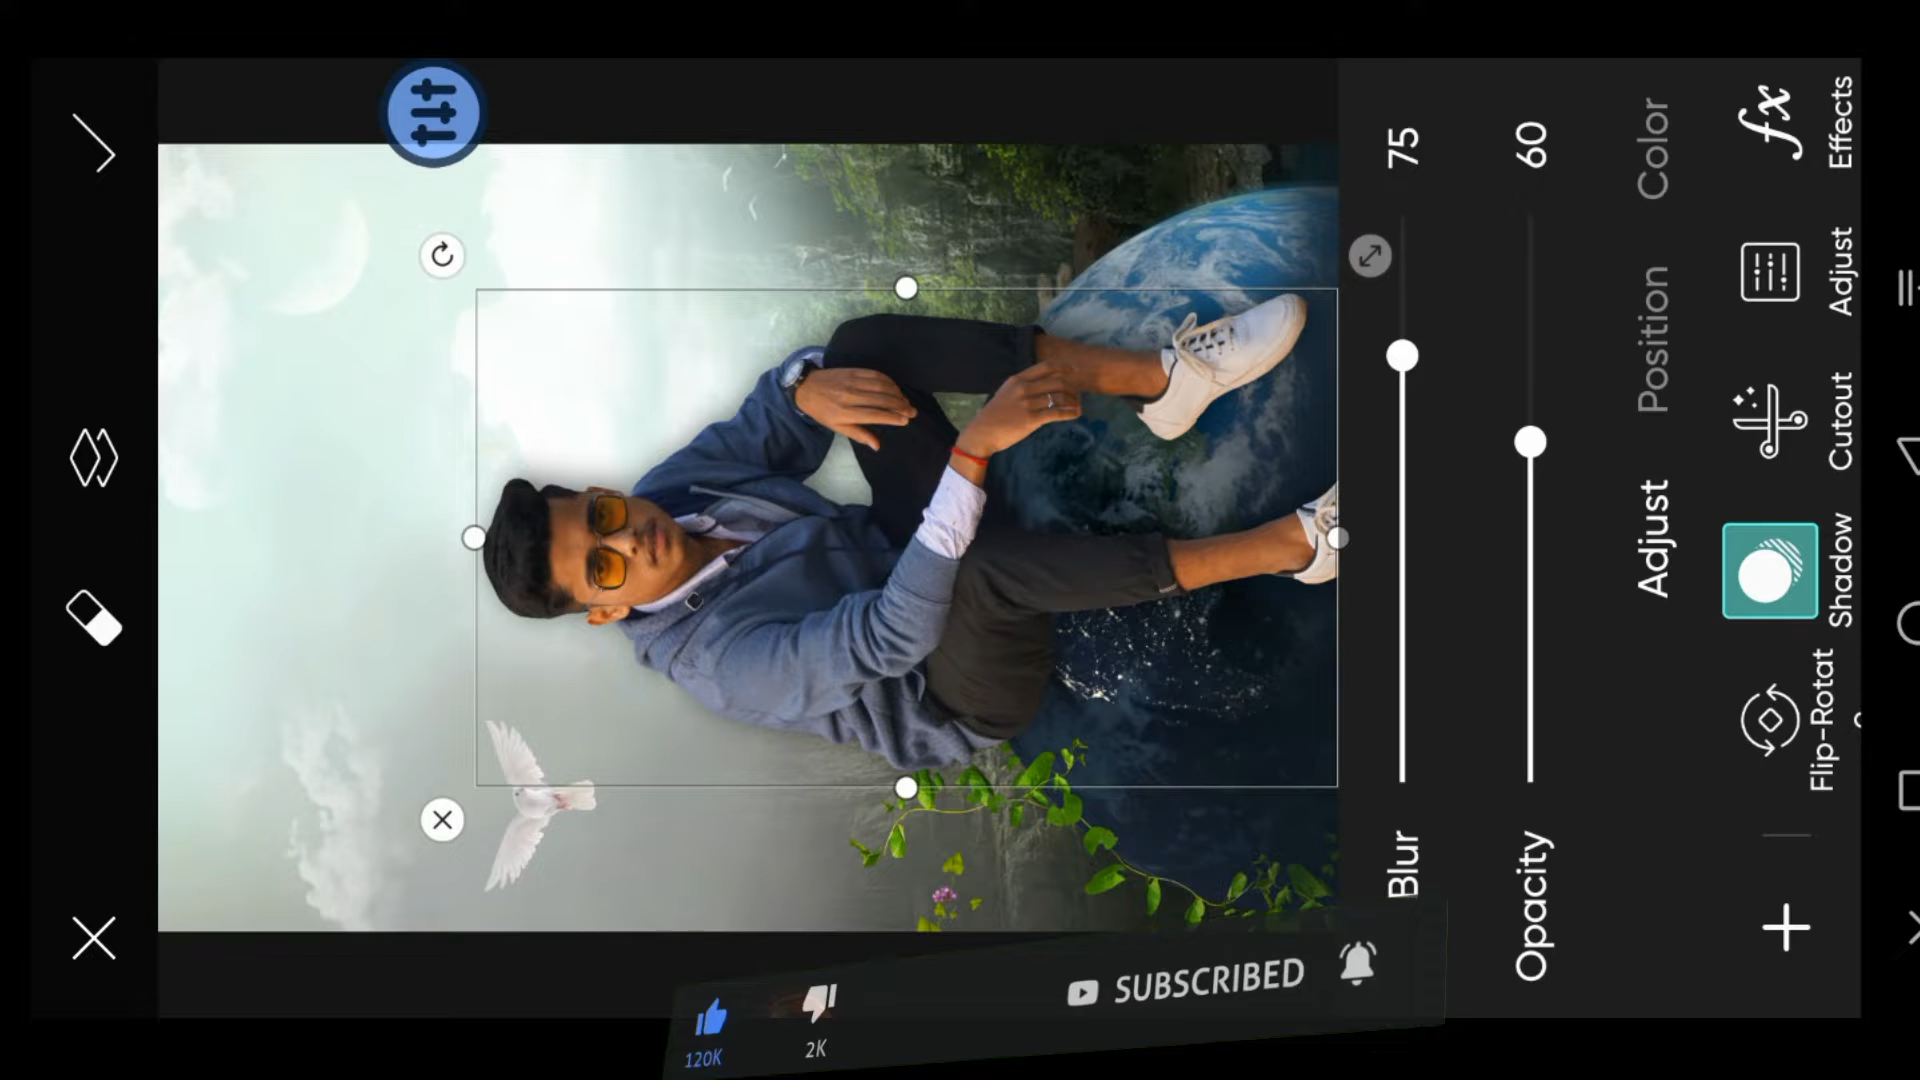 Blur 75
Opacity 60
Adjust Position Color
Flip-Rotat Shadow Cutout Adjust Effects
120K
2K
SUBSCRIBED